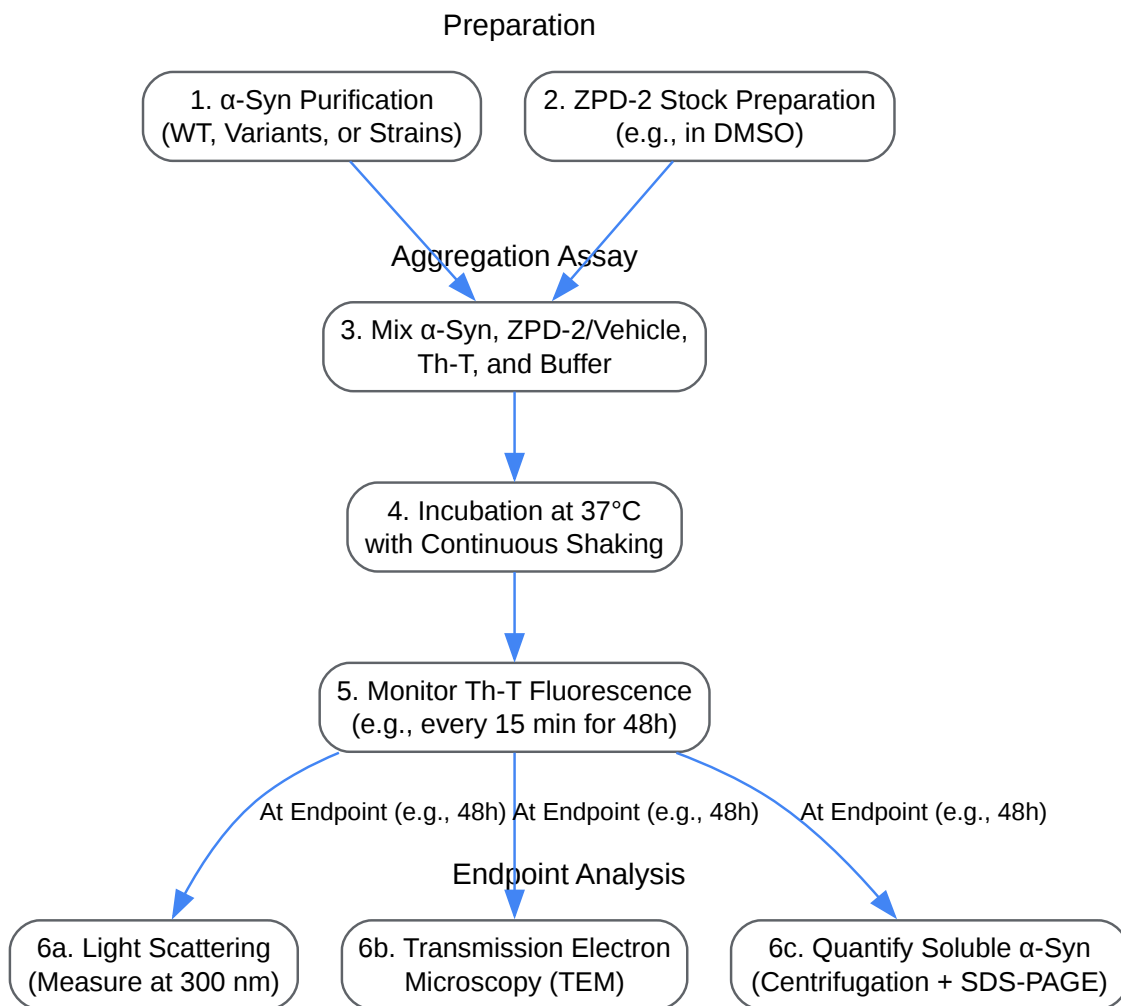 Preparation
1. α-Syn Purification
(WT, Variants, or Strains)
2. ZPD-2 Stock Preparation
(e.g., in DMSO)
Aggregation Assay
3. Mix α-Syn, ZPD-2/Vehicle,
Th-T, and Buffer
4. Incubation at 37°C
with Continuous Shaking
5. Monitor Th-T Fluorescence
(e.g., every 15 min for 48h)
At Endpoint (e.g., 48h)
At Endpoint (e.g., 48h)
At Endpoint (e.g., 48h)
Endpoint Analysis
6a. Light Scattering
(Measure at 300 nm)
6b. Transmission Electron
Microscopy (TEM)
6c. Quantify Soluble α-Syn
(Centrifugation + SDS-PAGE)